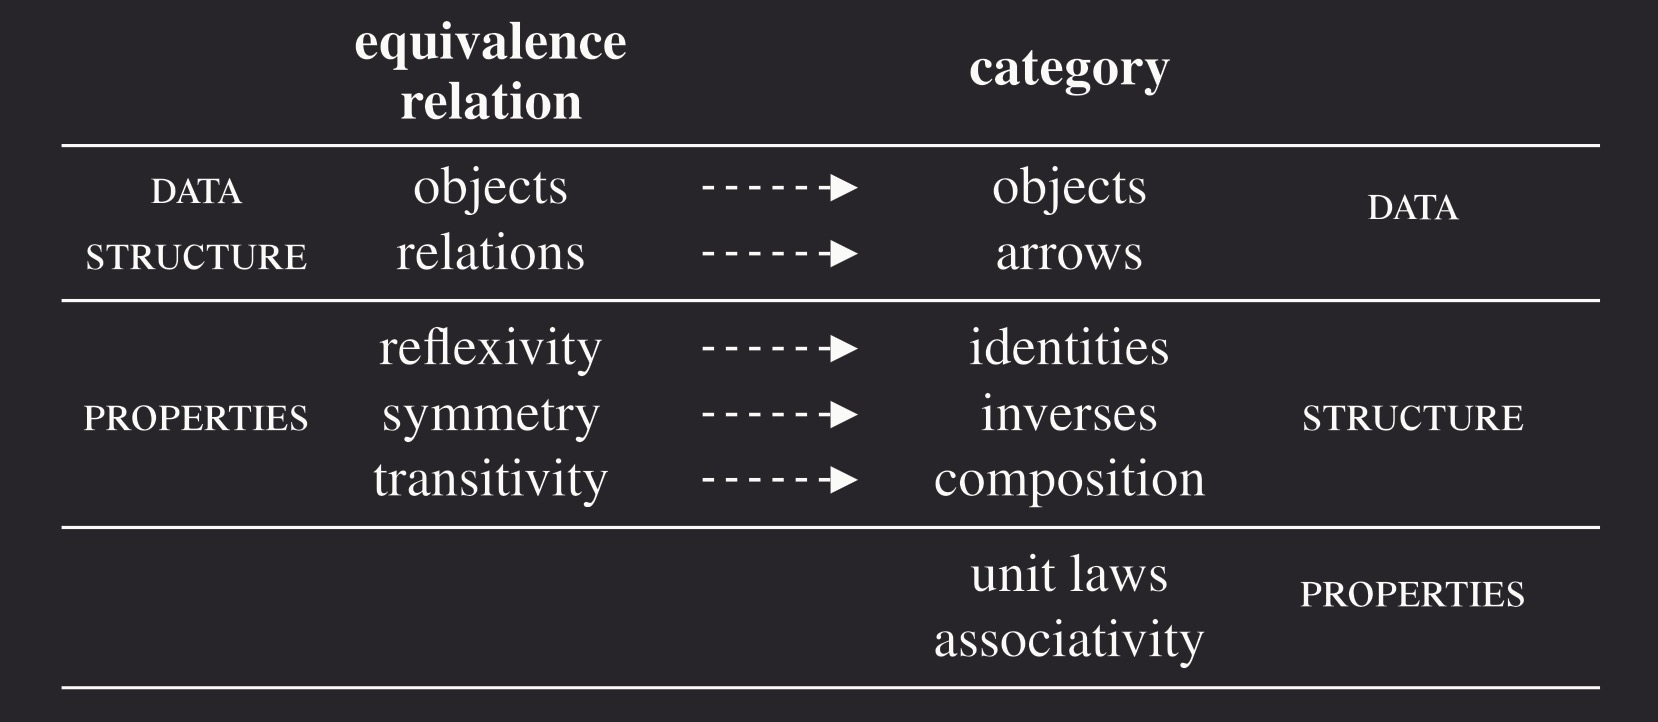 equivalence
relation
category
DATA objects objects DATA
STRUCTURE relations arrows
reflexivity identities
PROPERTIES symmetry inverses STRUCTURE
transitivity composition
unit laws PROPERTIES
associativity